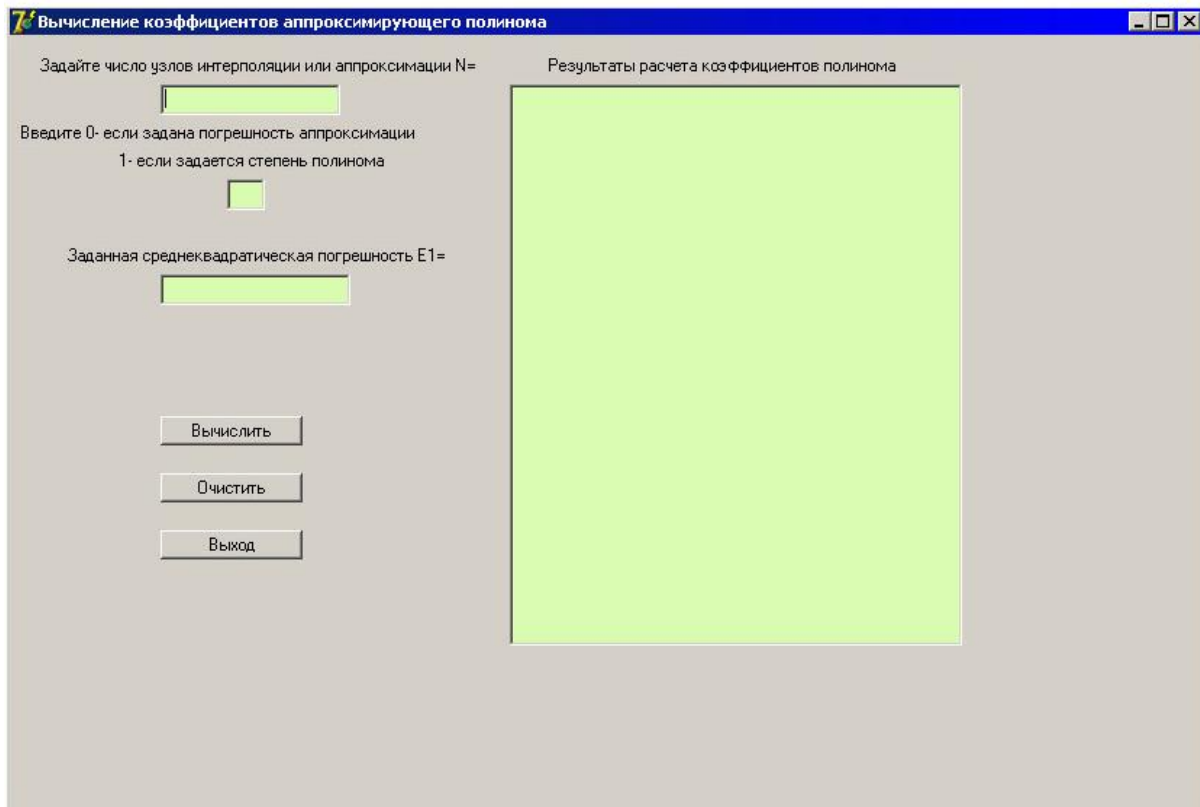 Вычисление коэффициентов аппроксимирующего полинома
Задайте число узлов интерполяции или аппроксимации N=
Результаты расчета коэффициентов полинома
Введите 0- если задана погрешность аппроксимации
1- если задается степень полинома
Заданная среднеквадратическая погрешность E1=
Вычислить
Очистить
Выход